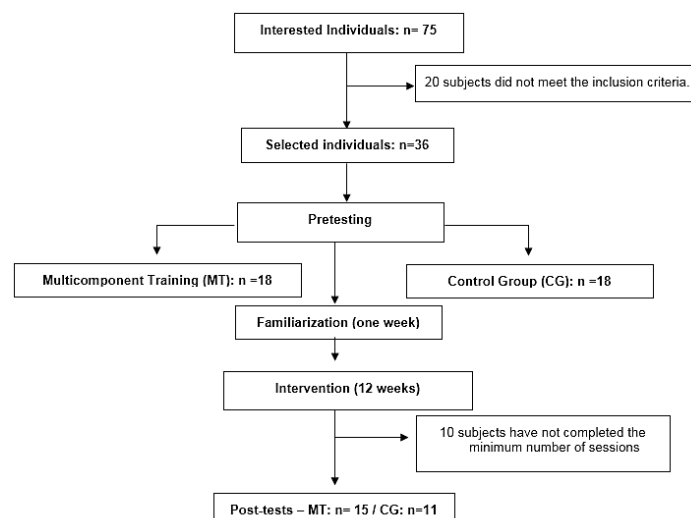 Interested Individuals: n= 75
20 subjects did not meet the inclusion criteria.
Selected individuals: n=36
Pretesting
Multicomponent Training (MT): n =18
Control Group (CG): n =18
Familiarization (one week)
Intervention (12 weeks)
10 subjects have not completed the
minimum number of sessions
Post-tests – MT: n= 15 / CG: n=11